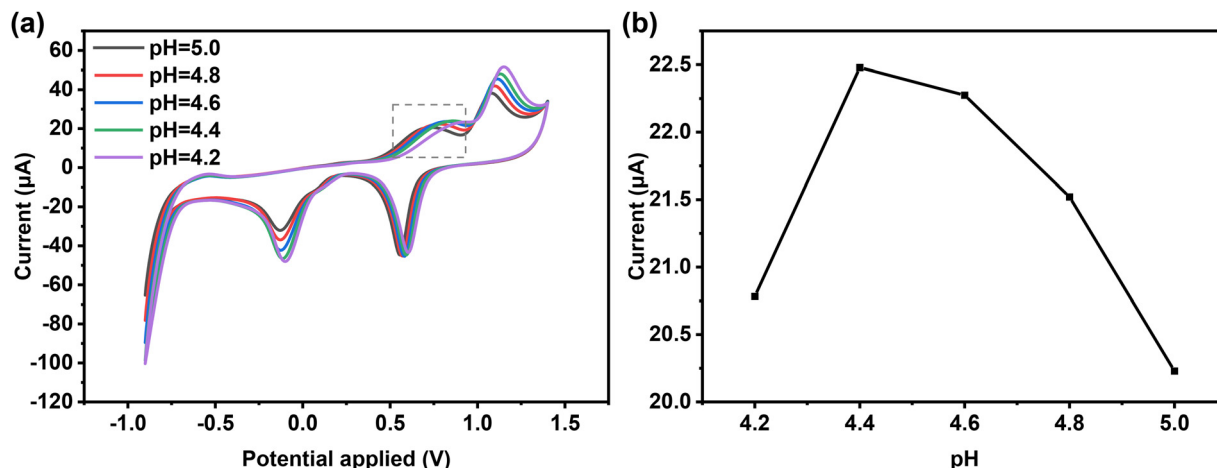 (a)
60
40
20
0
-20
-40
-60
-80
-100
-120
Current (μA)
pH=5.0
pH=4.8
pH=4.6
pH=4.4
pH=4.2
-1.0 -0.5 0.0 0.5 1.0 1.5
Potential applied (V)
(b)
22.5
22.0
21.5
21.0
20.5
20.0
Current (μA)
4.2 4.4 4.6 4.8 5.0
pH